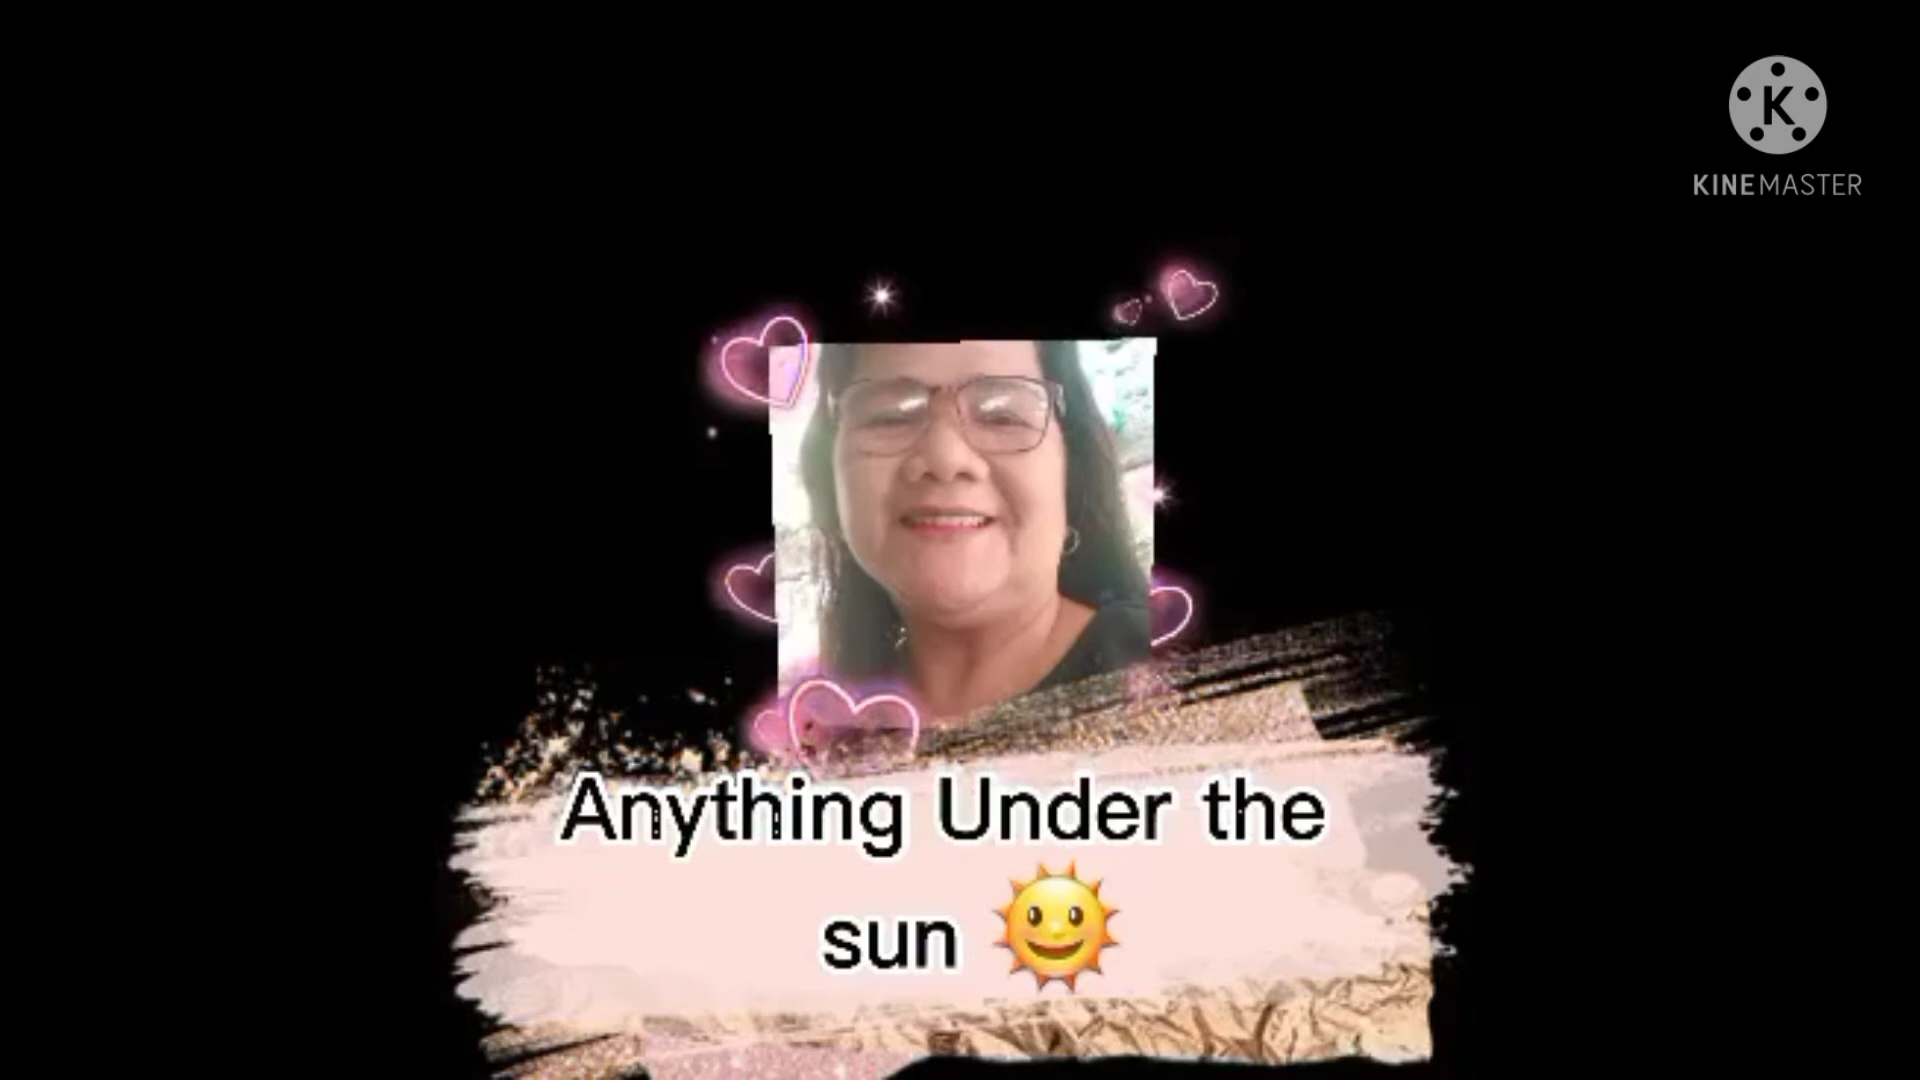 K
KINEMASTER
Anything Under the
sun 🌞